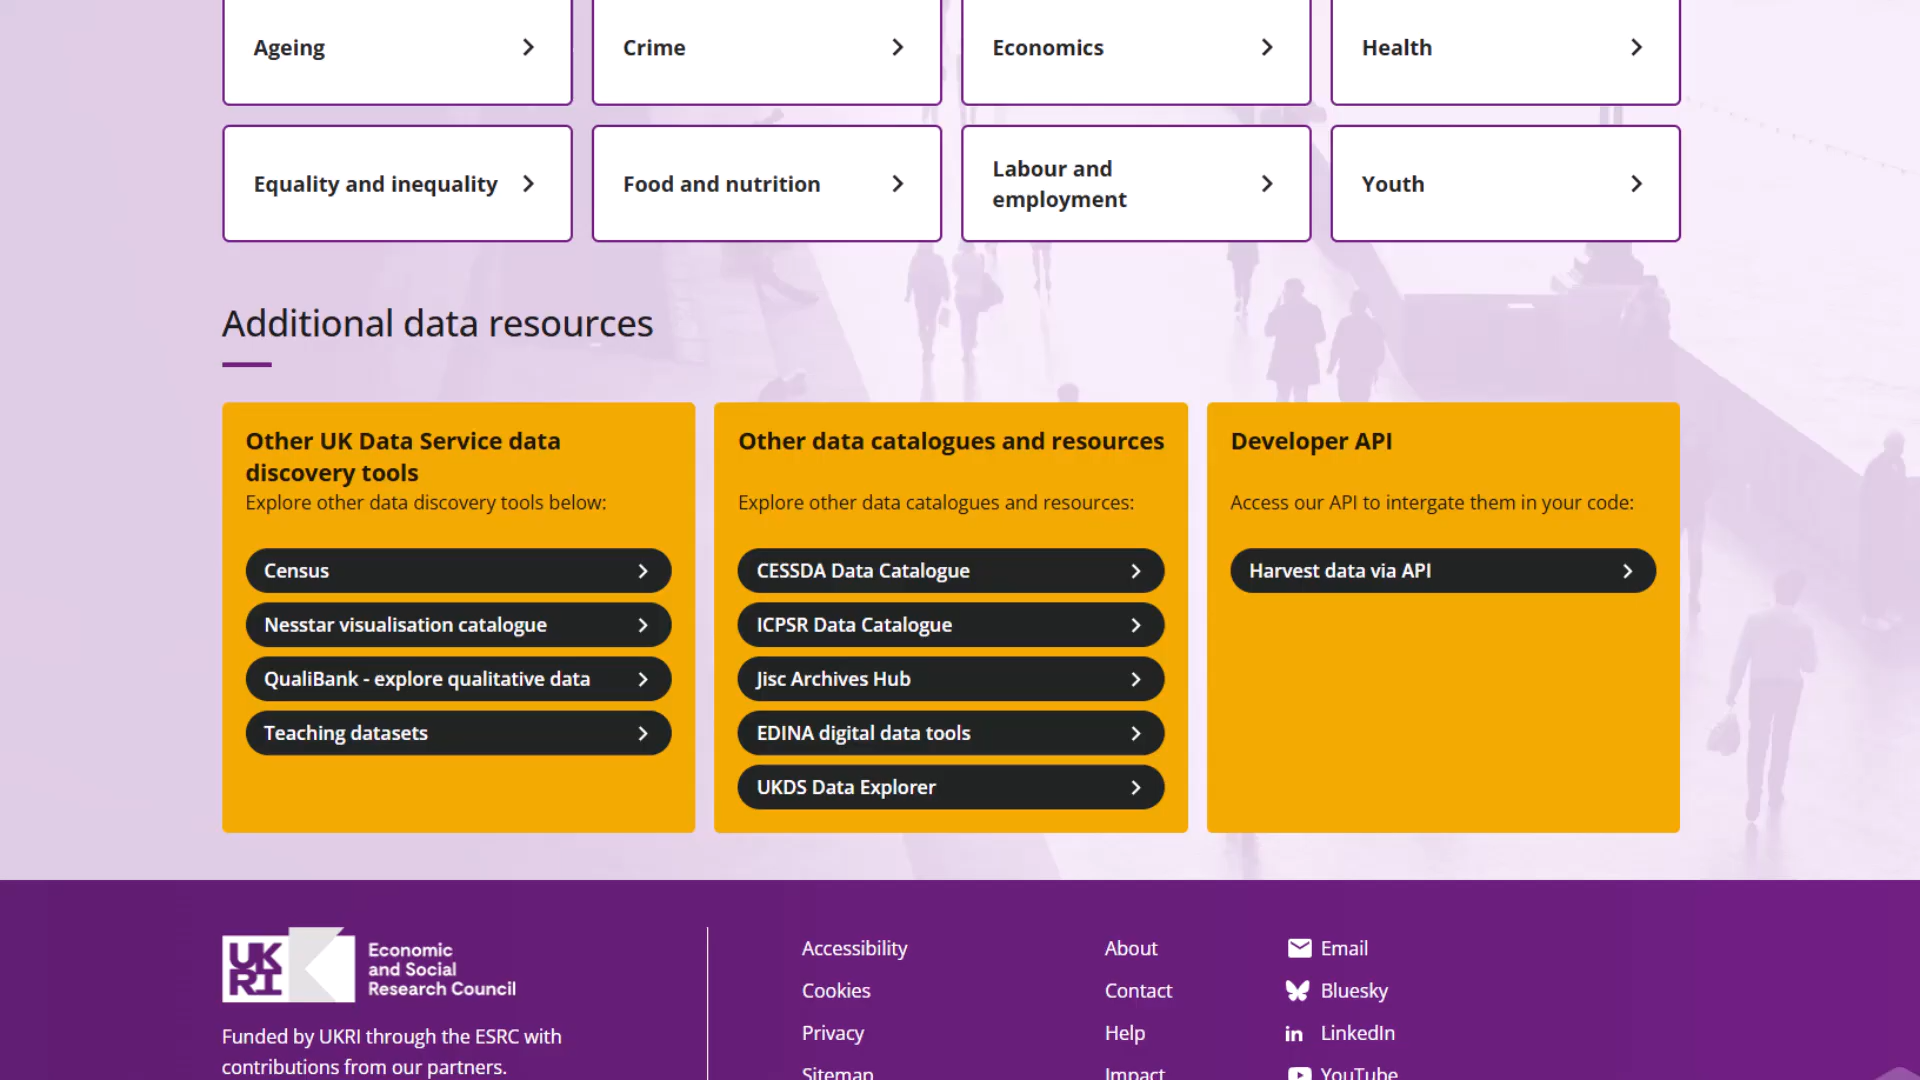 Ageing
Crime
Economics
Health
Equality and inequality
Food and nutrition
Labour and
employment
Youth
Additional data resources
Other UK Data Service data
discovery tools
Explore other data discovery tools below:
Census
Nesstar visualisation catalogue
QualiBank - explore qualitative data
Teaching datasets
Other data catalogues and resources
Explore other data catalogues and resources:
CESSDA Data Catalogue
ICPSR Data Catalogue
Jisc Archives Hub
EDINA digital data tools
UKDS Data Explorer
Developer API
Access our API to intergate them in your code:
Harvest data via API
UK
RI
Economic
and Social
Research Council
Funded by UKRI through the ESRC with
contributions from our partners.
Accessibility
Cookies
Privacy
Sitemap
About
Contact
Help
Impact
Email
Bluesky
LinkedIn
YouTube